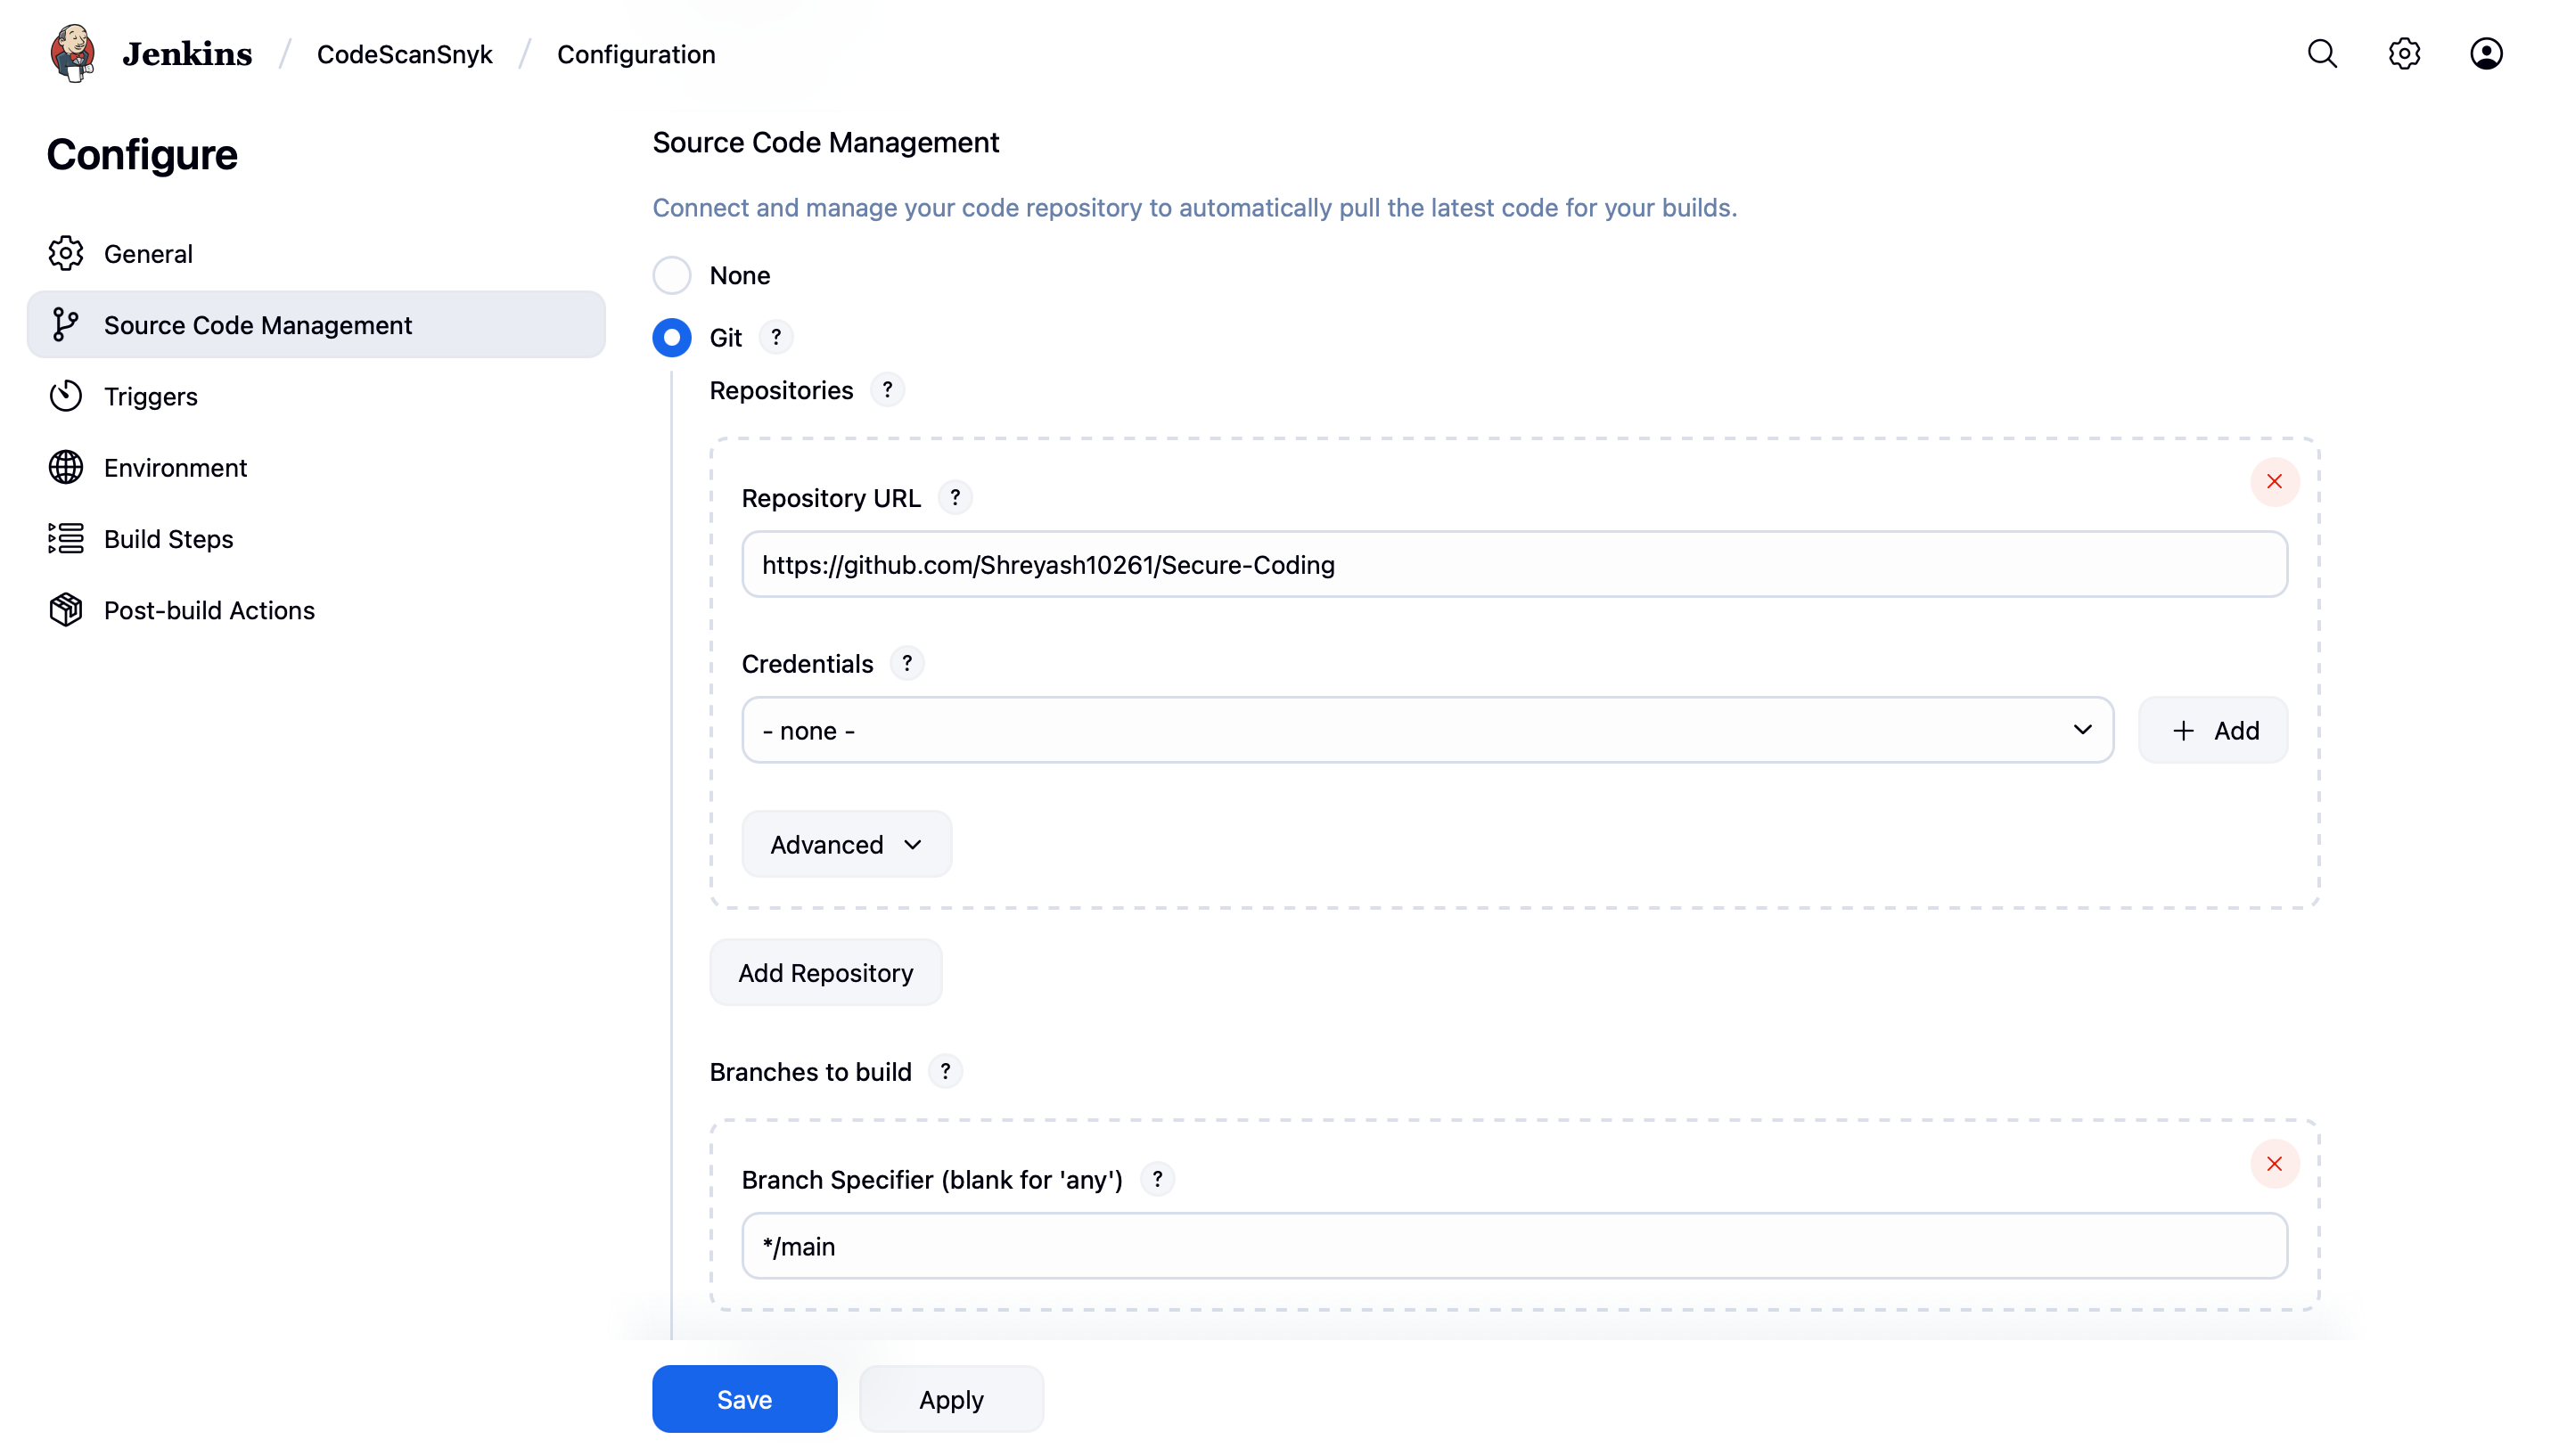 Jenkins / CodeScanSnyk / Configuration
Configure
General
Source Code Management
Triggers
Environment
Build Steps
Post-build Actions
Source Code Management
Connect and manage your code repository to automatically pull the latest code for your builds.
None
Git ?
Repositories ?
Repository URL ?
https://github.com/Shreyash10261/Secure-Coding
Credentials ?
- none -
+ Add
Advanced
Add Repository
Branches to build ?
Branch Specifier (blank for 'any') ?
*/main
Save
Apply